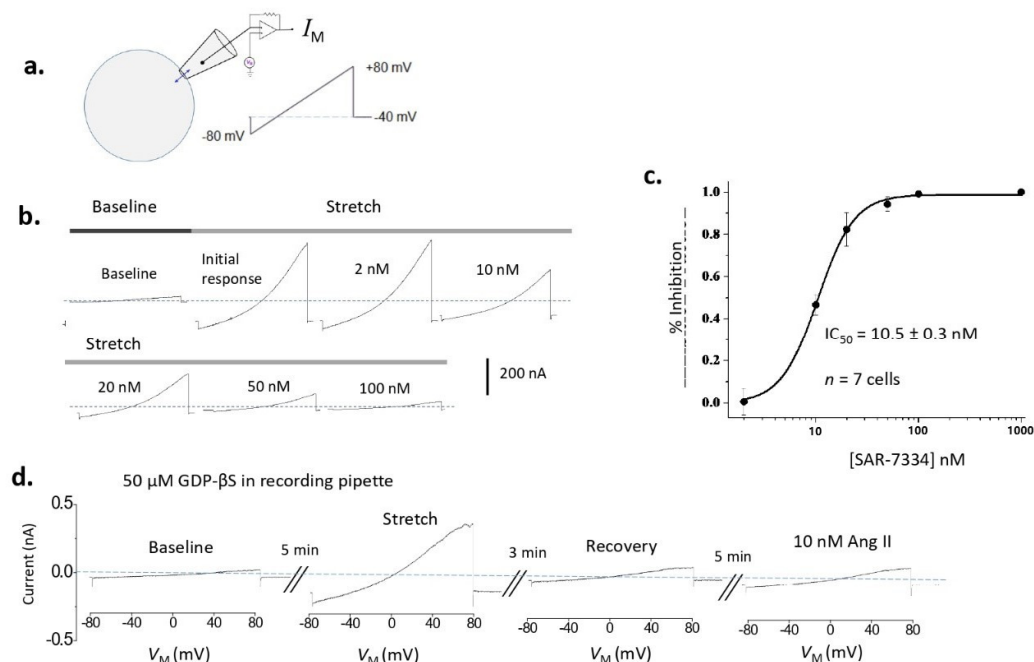 a.
I_M
+80 mV
-40 mV
-80 mV
b.
Baseline Stretch
Baseline
Initial
response
2 nM
10 nM
Stretch
20 nM
50 nM
100 nM
200 nA
c.
% Inhibition
1.0
0.8
0.6
0.4
0.2
0.0
IC50 = 10.5 ± 0.3 nM
n = 7 cells
10 100 1000
[SAR-7334] nM
d.
50 µM GDP-βS in recording pipette
Current (nA)
0.5
0.0
-0.5
Baseline
5 min
Stretch
3 min
Recovery
5 min
10 nM Ang II
-80 -40 0 40 80
-80 -40 0 40 80
-80 -40 0 40 80
-80 -40 0 40 80
VM (mV)
VM (mV)
VM (mV)
VM (mV)